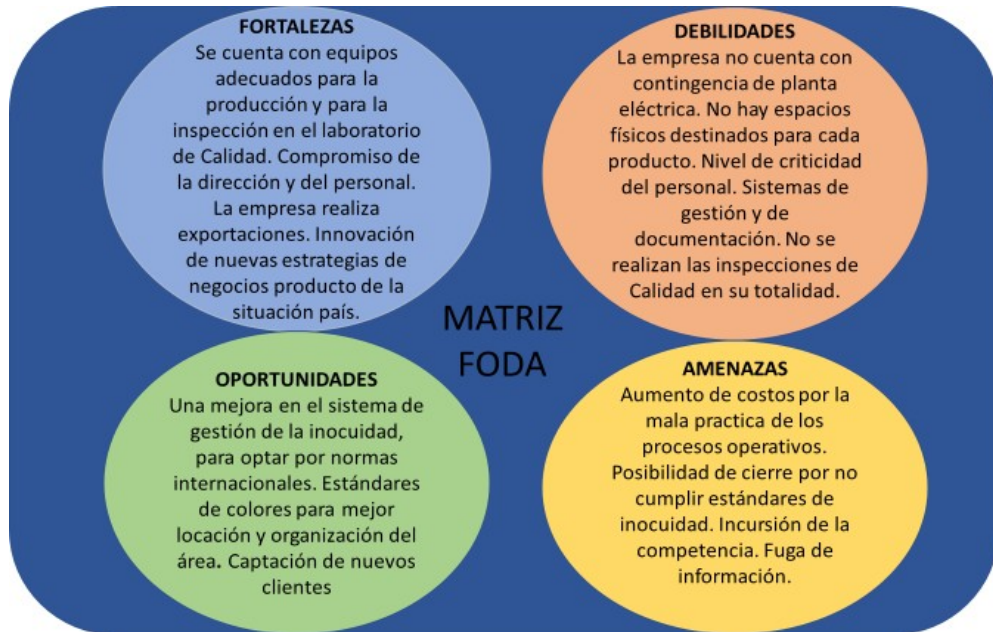 FORTALEZAS
Se cuenta con equipos
adecuados para la
producción y para la
inspección en el laboratorio
de Calidad. Compromiso de
la dirección y del personal.
La empresa realiza
exportaciones. Innovación
de nuevas estrategias de
negocios producto de la
situación país.
DEBILIDADES
La empresa no cuenta con
contingencia de planta
eléctrica. No hay espacios
físicos destinados para cada
producto. Nivel de criticidad
del personal. Sistemas de
gestión y de
documentación. No se
realizan las inspecciones de
Calidad en su totalidad.
MATRIZ
FODA
OPORTUNIDADES
Una mejora en el sistema de
gestión de la inocuidad,
para optar por normas
internacionales. Estándares
de colores para mejor
locación y organización del
área. Captación de nuevos
clientes
AMENAZAS
Aumento de costos por la
mala practica de los
procesos operativos.
Posibilidad de cierre por no
cumplir estándares de
inocuidad. Incursión de la
competencia. Fuga de
información.